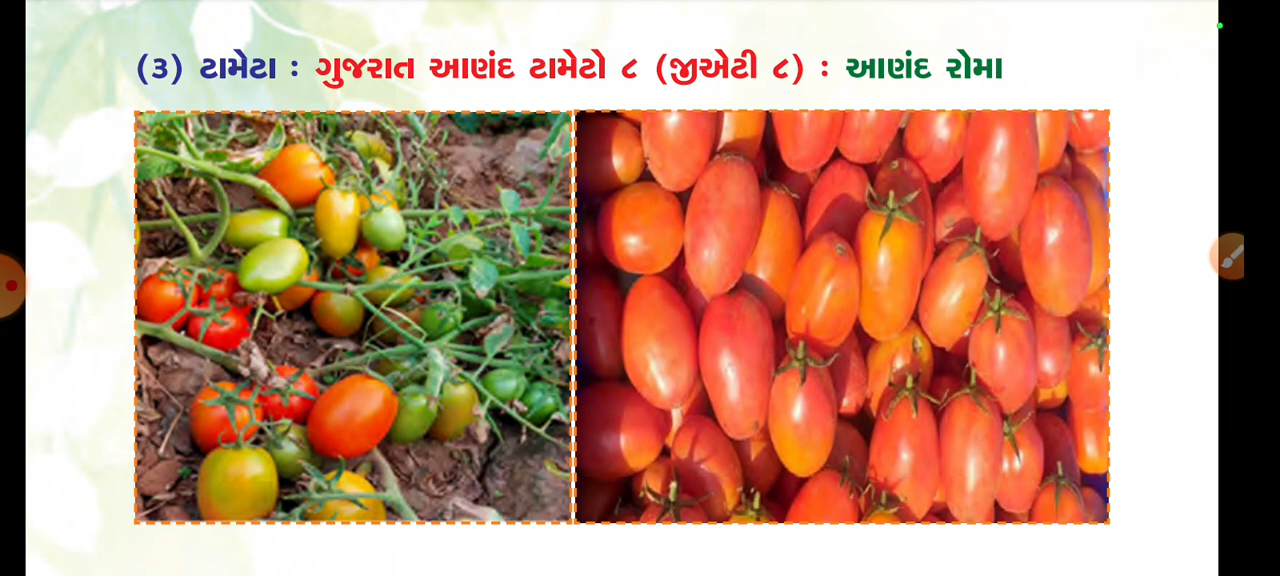 (૩) ટામેટા : ગુજરાત આણંદ ટામેટો ૮ (જીએટી ૮) : આણંદ રોમા